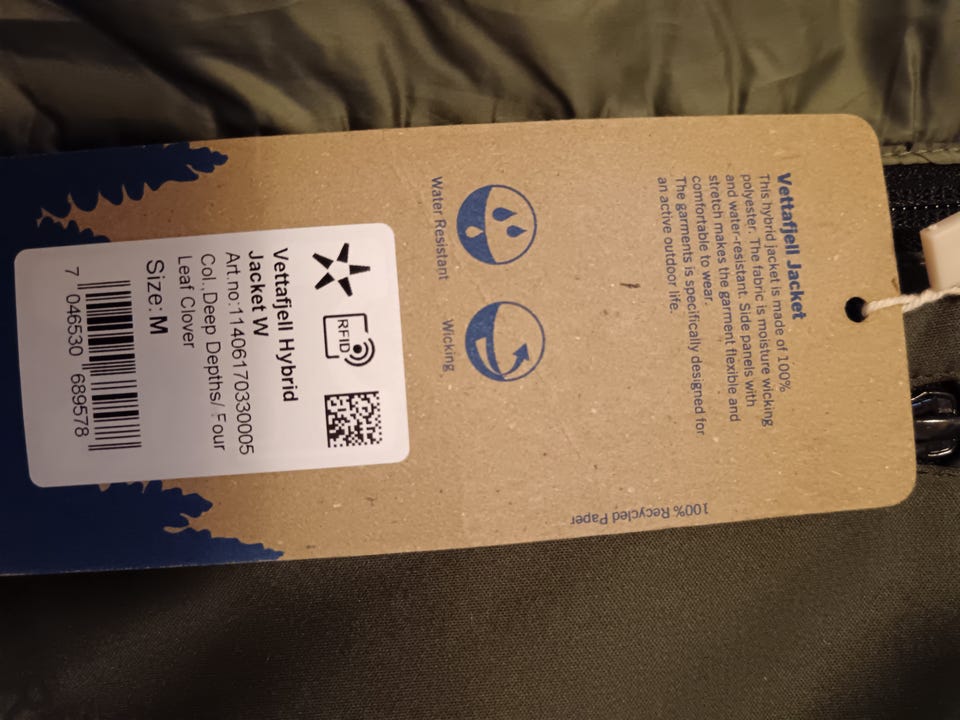 Vettafjell Jacket
This hybrid jacket is made of 100%
polyester. The fabric is moisture wicking
and water-resistant. Side panels with
stretch makes the garment flexible and
comfortable to wear.
The garments is specifically designed for
an active outdoor life.
Water Resistant
Wicking
RFID
Vettafjell Hybrid
Jacket W
Art.no:11406170330005
Col.,Deep Depths/ Four
Leaf Clover
Size: M
7 046530 689578
100% Recycled Paper